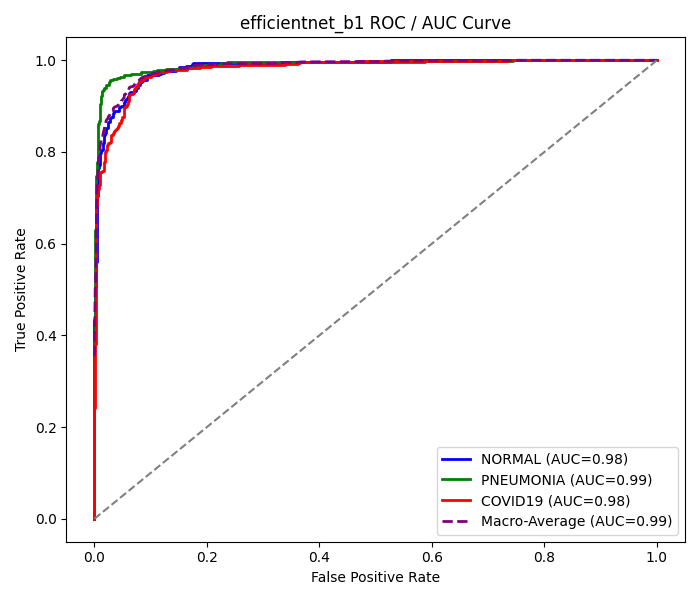 efficientnet_b1 ROC / AUC Curve
True Positive Rate
1.0
0.8
0.6
0.4
0.2
0.0
0.0 0.2 0.4 0.6 0.8 1.0
False Positive Rate
NORMAL (AUC=0.98)
PNEUMONIA (AUC=0.99)
COVID19 (AUC=0.98)
Macro-Average (AUC=0.99)